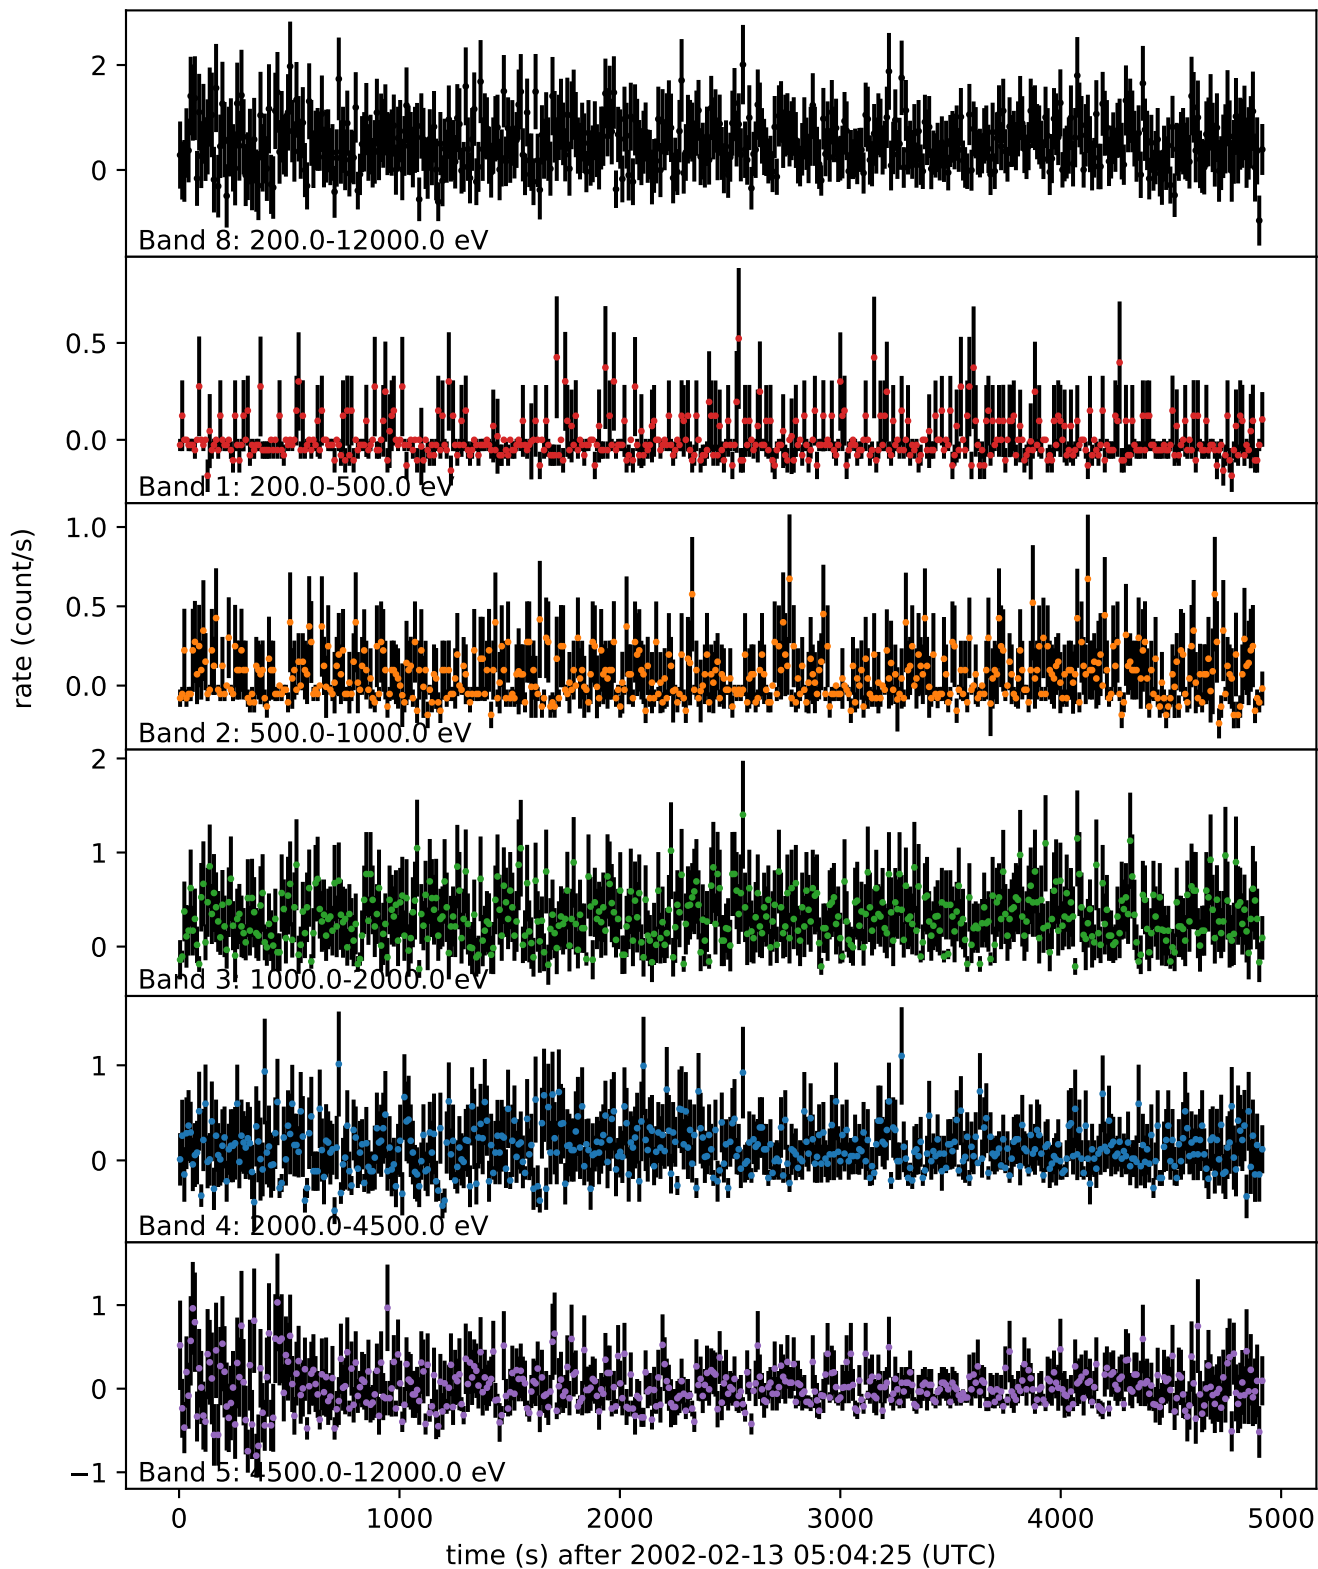 2
0
Band 8: 200.0-12000.0 eV
0.5
0.0
Band 1: 200.0-500.0 eV
1.0
0.5
0.0
Band 2: 500.0-1000.0 eV
2
1
0
Band 3: 1000.0-2000.0 eV
1
0
Band 4: 2000.0-4500.0 eV
1
0
−1
Band 5: 4500.0-12000.0 eV
rate (count/s)
0 1000 2000 3000 4000 5000
time (s) after 2002-02-13 05:04:25 (UTC)